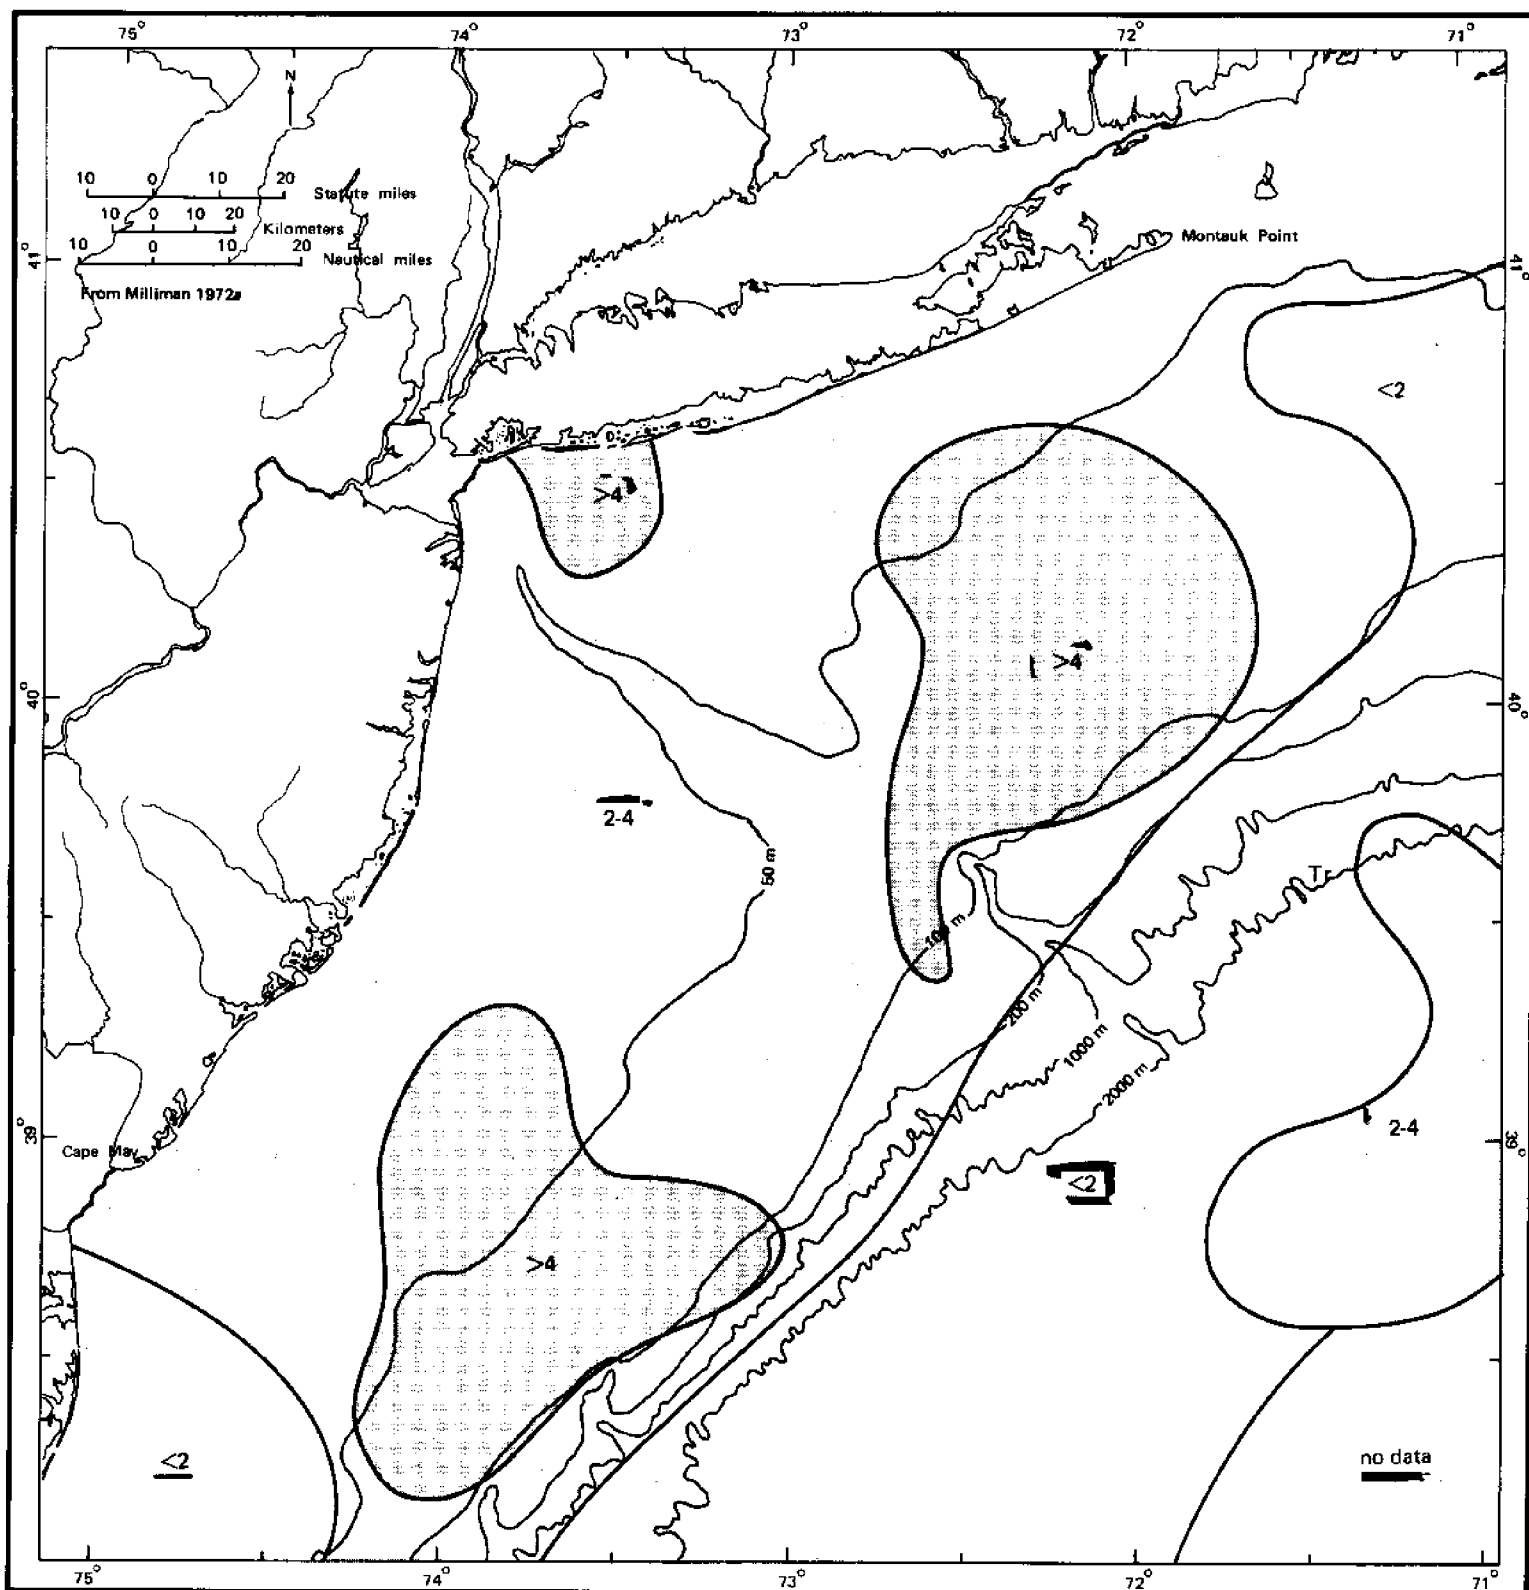 75° 74° 73° 72° 71°
N
10 0 10 20 Statute miles
10 0 10 20 Kilometers
10 0 10 20 Nautical miles
From Milliman 1972a
Montauk Point
41° 41°
<2
>4
>4
40° 40°
2-4
50 m
100 m
200 m
1000 m
2000 m
39° 39°
Cape May
2-4
<2
>4
<2
no data
75° 74° 73° 72° 71°